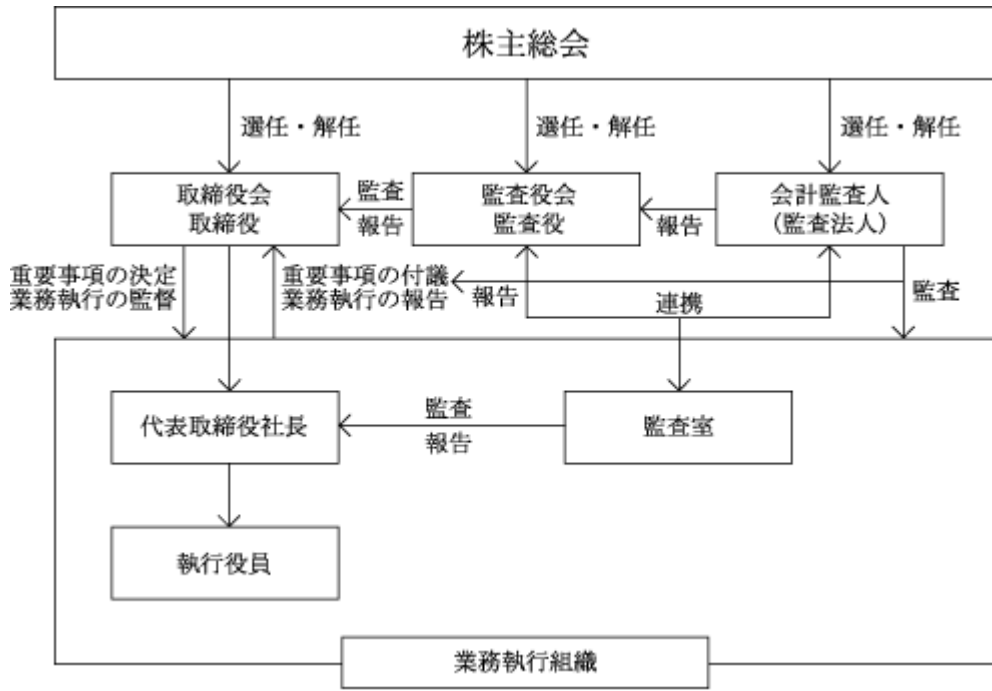 株主総会
選任・解任
選任・解任
選任・解任
取締役会
取締役
監査
報告
監査役会
監査役
報告
会計監査人
（監査法人）
重要事項の決定
業務執行の監督
重要事項の付議
業務執行の報告
報告
連携
監査
代表取締役社長
監査
報告
監査室
執行役員
業務執行組織